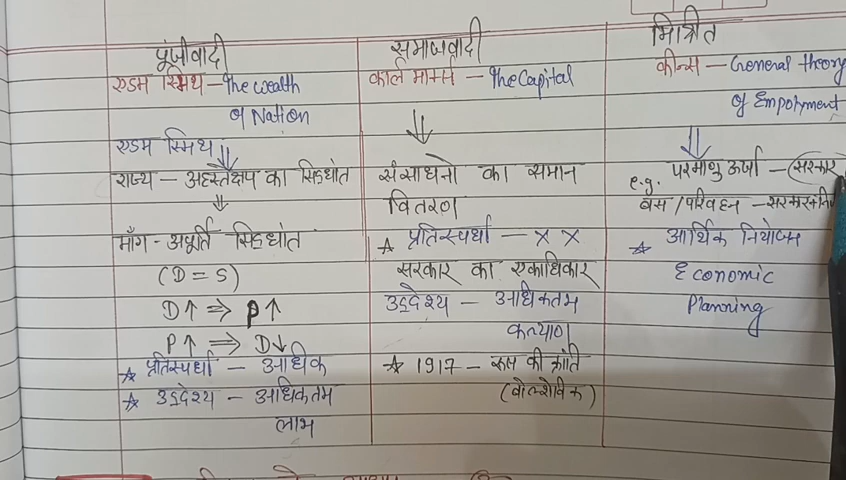 पूंजीवादी
एडम स्मिथ - The Wealth
of Nation
एडम स्मिथ
राज्य - अहस्तक्षेप का सिद्धांत
माँग - आपूर्ति सिद्धांत
(D = S)
D↑ ⇒ P↑
P↑ ⇒ D↓
☆ प्रतिस्पर्धा - अधिक
☆ उद्देश्य - अधिकतम
लाभ
समाजवादी
कार्ल मार्क्स - The Capital
संसाधनो का समान
वितरण
☆ प्रतिस्पर्धा - × ×
सरकार का एकाधिकार
उद्देश्य - अधिकतम
कल्याण
☆ 1917 - रूस की क्रांति
(बोल्शेविक)
मिश्रित
कीन्स - General theory
of Empolyment
e.g. परमाणु ऊर्जा - सरकार
बस/परिवहन - सरकार+नि
☆ आर्थिक नियोजन
Economic
Planning